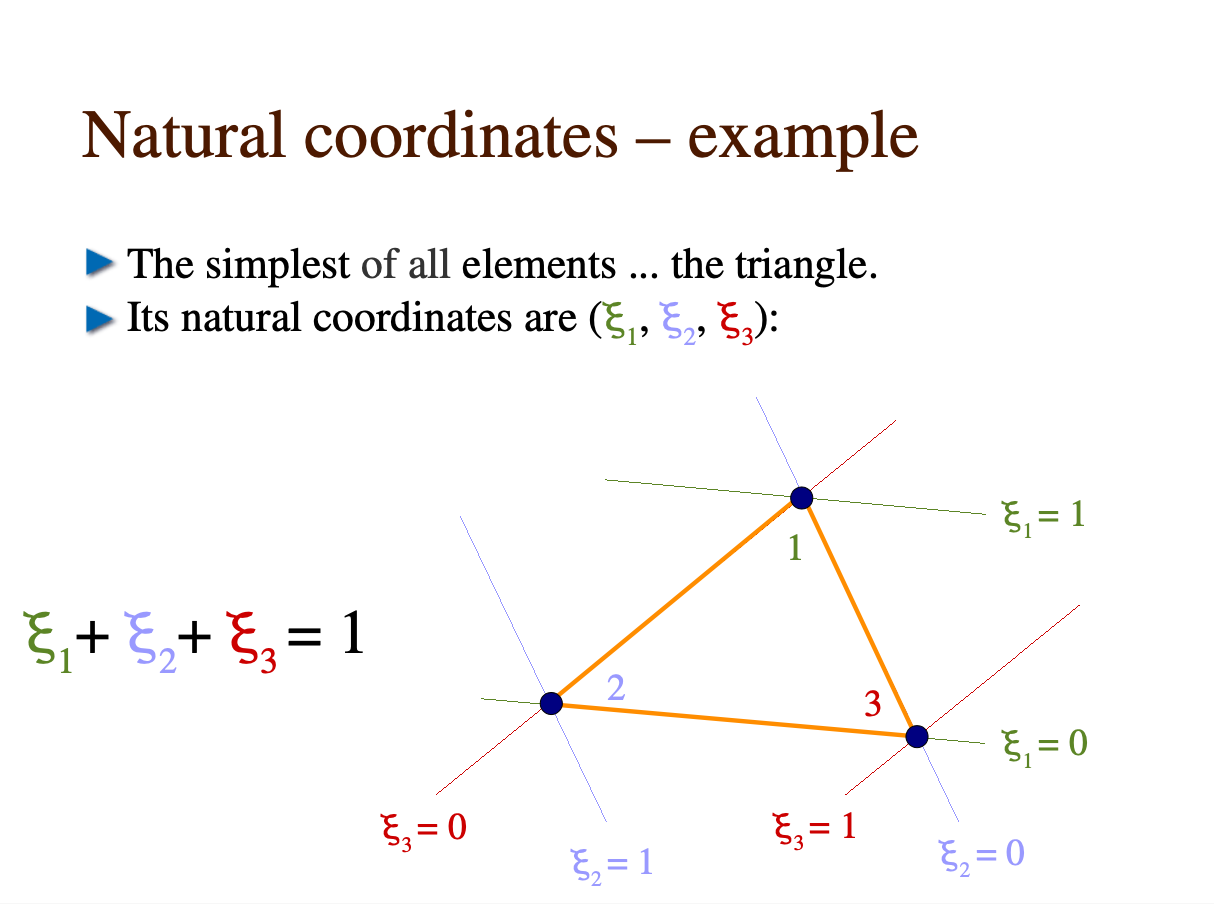 Natural coordinates – example
The simplest of all elements ... the triangle.
Its natural coordinates are (ξ₁, ξ₂, ξ₃):
ξ₁ = 1
1
ξ₁+ ξ₂+ ξ₃ = 1
2
3
ξ₁ = 0
ξ₃ = 0
ξ₃ = 1
ξ₂ = 1
ξ₂ = 0